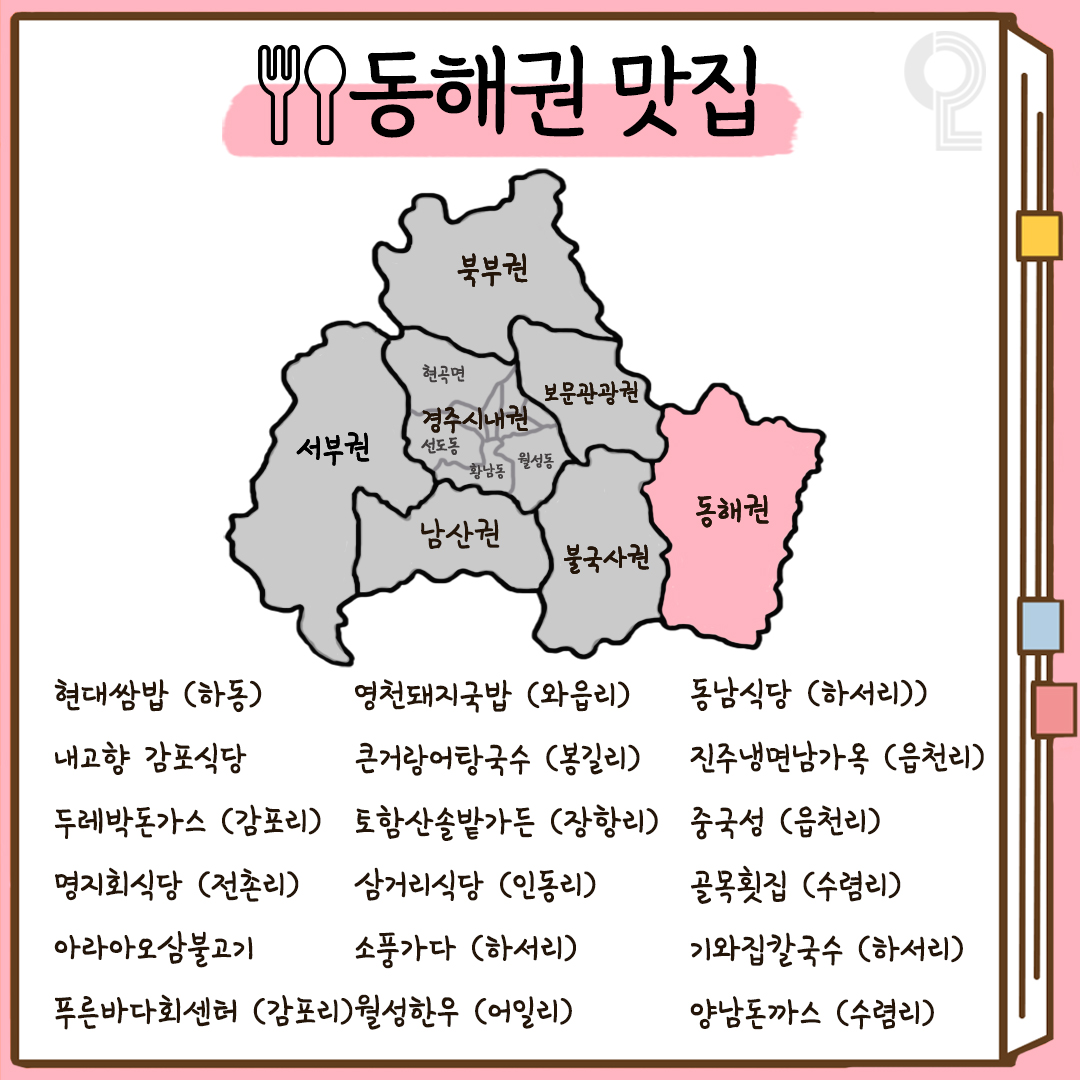 동해권 맛집
북부권
현곡면
보문관광권
경주시내권
서부권
선도동
황남동
월성동
동해권
남산권
불국사권
현대쌈밥 (하동)
내고향 감포식당
두레박돈가스 (감포리)
명지회식당 (전촌리)
아라아오삼불고기
푸른바다회센터 (감포리)
영천돼지국밥 (와읍리)
큰거랑어탕국수 (봉길리)
토함산솔밭가든 (장항리)
삼거리식당 (인동리)
소풍가다 (하서리)
월성한우 (어일리)
동남식당 (하서리))
진주냉면남가옥 (읍천리)
중국성 (읍천리)
골목횟집 (수렴리)
기와집칼국수 (하서리)
양남돈까스 (수렴리)